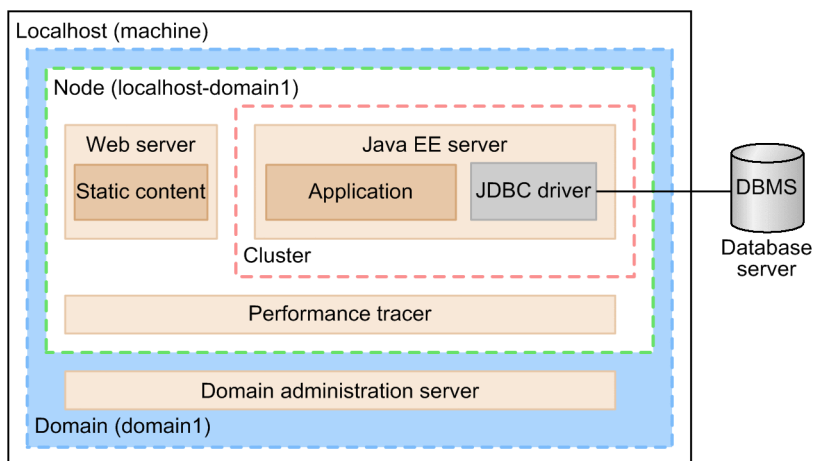 Localhost (machine)
Node (localhost-domain1)
Web server
Static content
Java EE server
Application
JDBC driver
Cluster
Performance tracer
Domain administration server
Domain (domain1)
DBMS
Database
server